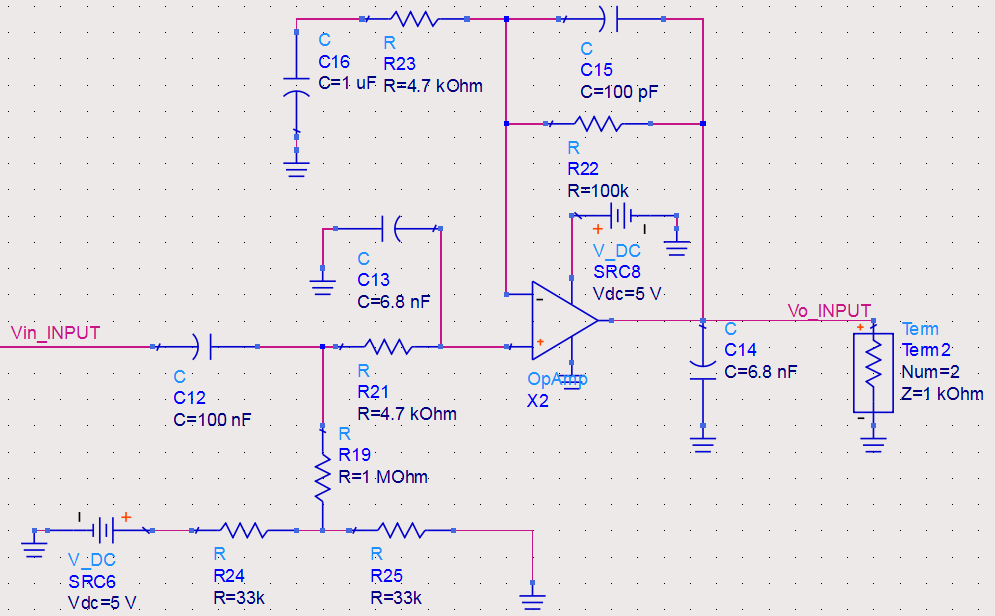 C
C16
C=1 uF
R
R23
R=4.7 kOhm
C
C15
C=100 pF
R
R22
R=100k
+
V_DC
SRC8
Vdc=5 V
C
C13
C=6.8 nF
Vin_INPUT
C
C12
C=100 nF
R
R21
R=4.7 kOhm
-
+
OpAmp
X2
Vo_INPUT
C
C14
C=6.8 nF
+
-
Term
Term2
Num=2
Z=1 kOhm
R
R19
R=1 MOhm
+
V_DC
SRC6
Vdc=5 V
R
R24
R=33k
R
R25
R=33k